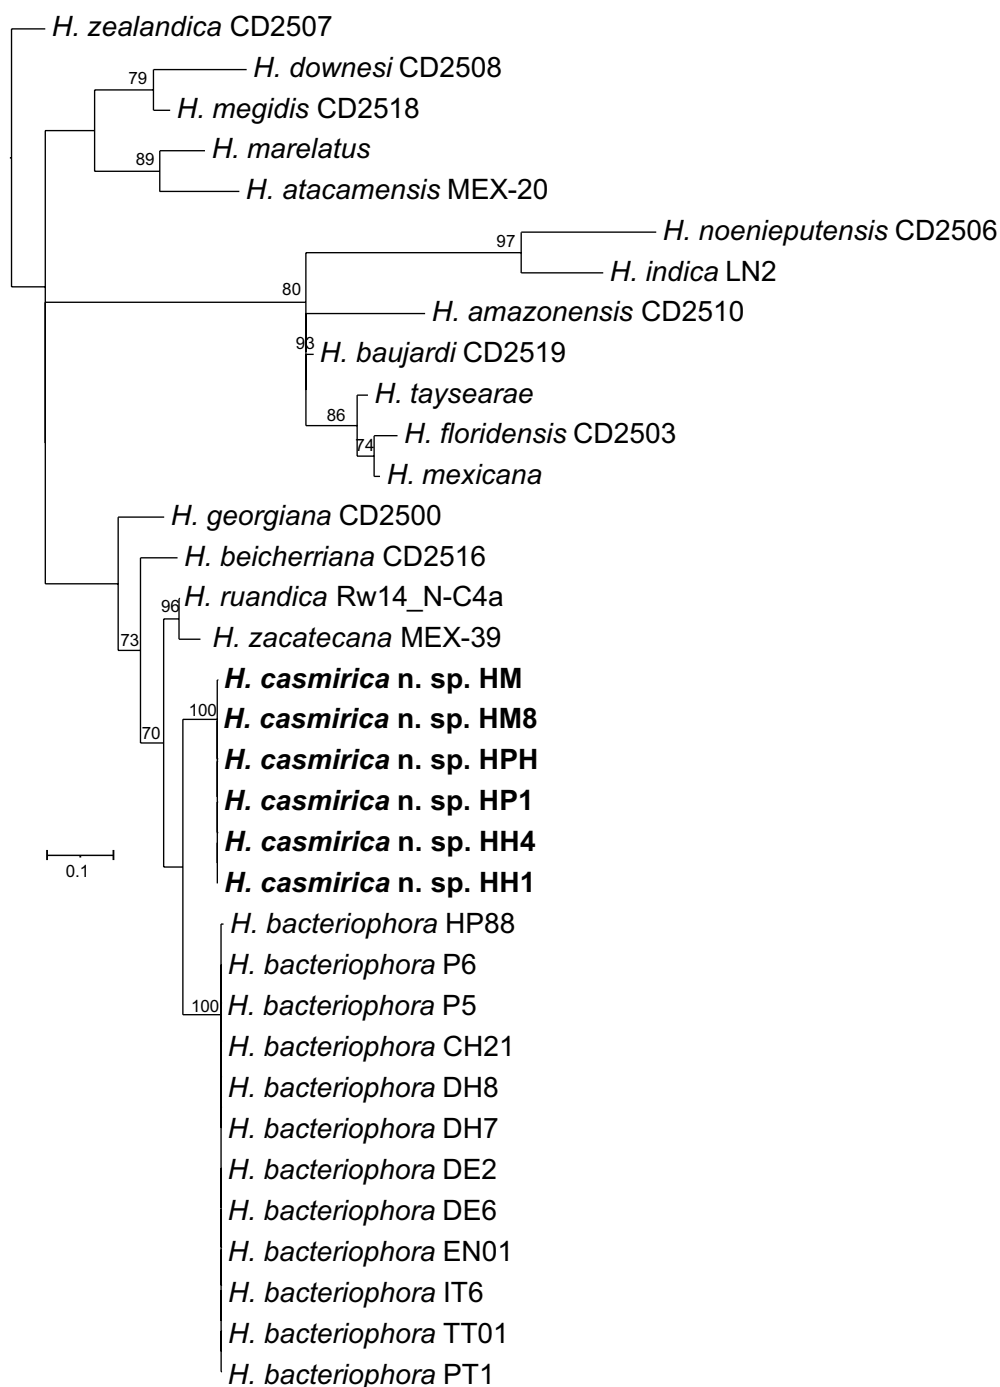 H. zealandica CD2507
79
H. downesi CD2508
H. megidis CD2518
89
H. marelatus
H. atacamensis MEX-20
97
H. noenieputensis CD2506
H. indica LN2
80
H. amazonensis CD2510
93
H. baujardi CD2519
H. taysearae
86
H. floridensis CD2503
74
H. mexicana
H. georgiana CD2500
H. beicherriana CD2516
96
H. ruandica Rw14_N-C4a
73
H. zacatecana MEX-39
H. casmirica n. sp. HM
100
H. casmirica n. sp. HM8
70
H. casmirica n. sp. HPH
H. casmirica n. sp. HP1
H. casmirica n. sp. HH4
0.1
H. casmirica n. sp. HH1
H. bacteriophora HP88
H. bacteriophora P6
100
H. bacteriophora P5
H. bacteriophora CH21
H. bacteriophora DH8
H. bacteriophora DH7
H. bacteriophora DE2
H. bacteriophora DE6
H. bacteriophora EN01
H. bacteriophora IT6
H. bacteriophora TT01
H. bacteriophora PT1